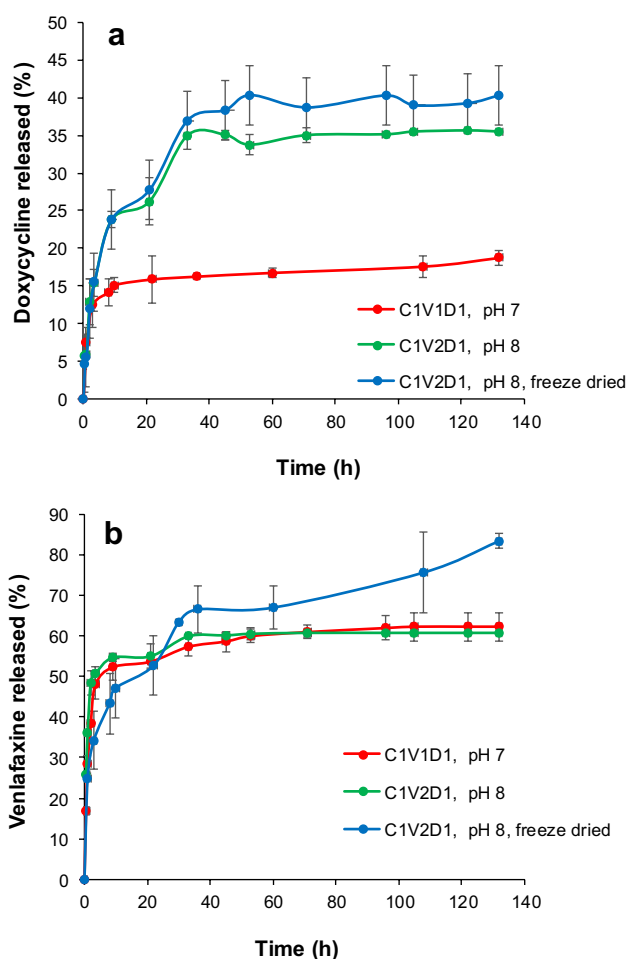 a
Doxycycline released (%)
50
45
40
35
30
25
20
15
10
5
0
C1V1D1, pH 7
C1V2D1, pH 8
C1V2D1, pH 8, freeze dried
0 20 40 60 80 100 120 140
Time (h)
b
Venlafaxine released (%)
90
80
70
60
50
40
30
20
10
0
C1V1D1, pH 7
C1V2D1, pH 8
C1V2D1, pH 8, freeze dried
0 20 40 60 80 100 120 140
Time (h)